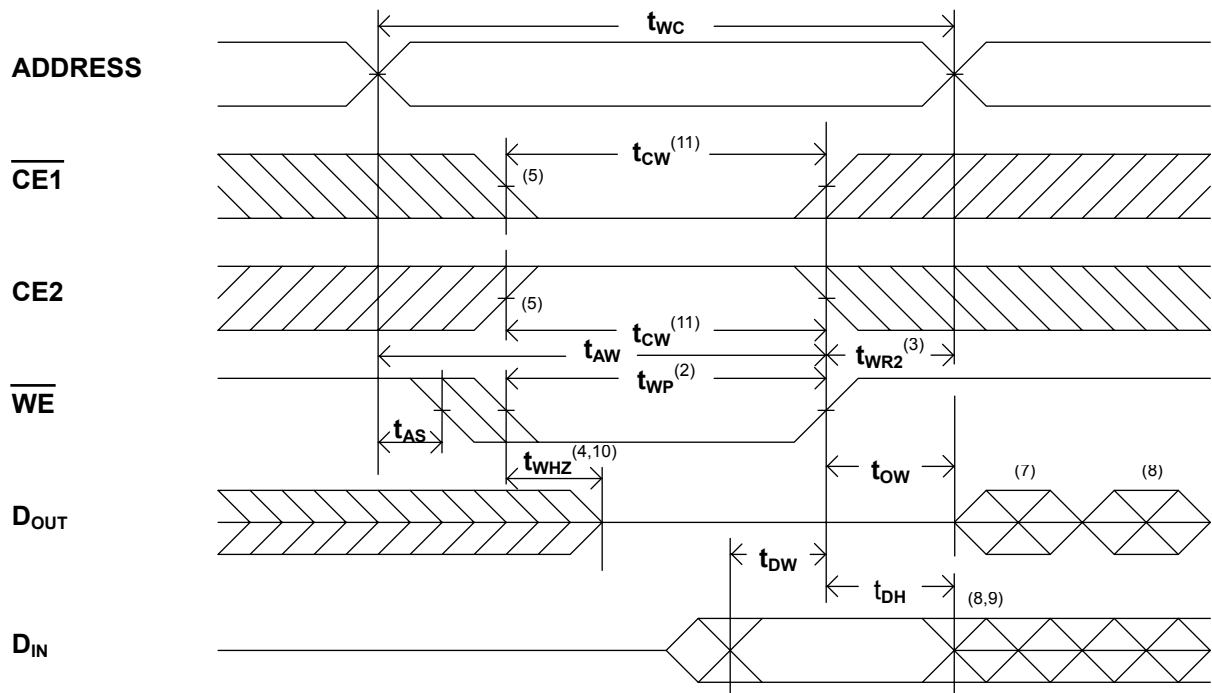 tWC
ADDRESS
CE1
tCW(11)
(5)
CE2
(5)
tCW(11)
tAW
tWR2(3)
WE
tWP(2)
tAS
tWHZ(4,10)
tOW
(7)
(8)
DOUT
tDW
tDH
(8,9)
DIN